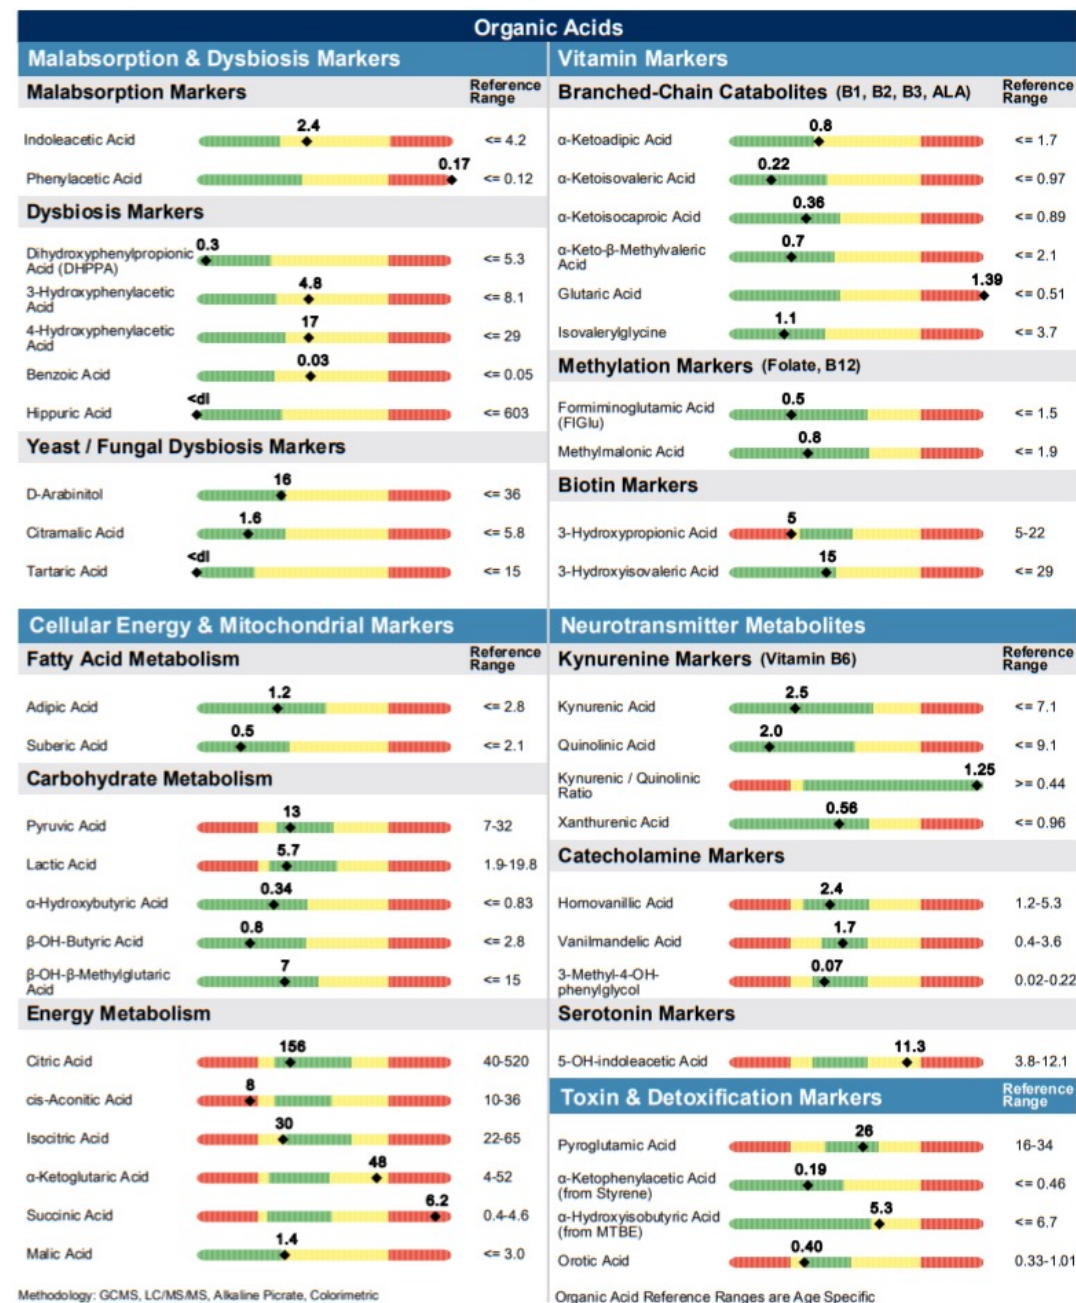 Organic Acids
Malabsorption & Dysbiosis Markers
Malabsorption Markers
Reference Range
Indoleacetic Acid 2.4 <= 4.2
Phenylacetic Acid 0.17 <= 0.12
Dysbiosis Markers
Dihydroxyphenylpropionic Acid (DHPPA) 0.3 <= 5.3
3-Hydroxyphenylacetic Acid 4.8 <= 8.1
4-Hydroxyphenylacetic Acid 17 <= 29
Benzoic Acid 0.03 <= 0.05
Hippuric Acid <dl <= 603
Yeast / Fungal Dysbiosis Markers
D-Arabinitol 16 <= 36
Citramalic Acid 1.6 <= 5.8
Tartaric Acid <dl <= 15
Cellular Energy & Mitochondrial Markers
Fatty Acid Metabolism
Reference Range
Adipic Acid 1.2 <= 2.8
Suberic Acid 0.5 <= 2.1
Carbohydrate Metabolism
Pyruvic Acid 13 7-32
Lactic Acid 5.7 1.9-19.8
α-Hydroxybutyric Acid 0.34 <= 0.83
β-OH-Butyric Acid 0.8 <= 2.8
β-OH-β-Methylglutaric Acid 7 <= 15
Energy Metabolism
Citric Acid 156 40-520
cis-Aconitic Acid 8 10-36
Isocitric Acid 30 22-65
α-Ketoglutaric Acid 48 4-52
Succinic Acid 6.2 0.4-4.6
Malic Acid 1.4 <= 3.0
Methodology: GCMS, LC/MS/MS, Alkaline Picrate, Colorimetric
Vitamin Markers
Branched-Chain Catabolites (B1, B2, B3, ALA)
Reference Range
α-Ketoadipic Acid 0.8 <= 1.7
α-Ketoisovaleric Acid 0.22 <= 0.97
α-Ketoisocaproic Acid 0.36 <= 0.89
α-Keto-β-Methylvaleric Acid 0.7 <= 2.1
Glutaric Acid 1.39 <= 0.51
Isovalerylglycine 1.1 <= 3.7
Methylation Markers (Folate, B12)
Formiminoglutamic Acid (FIGlu) 0.5 <= 1.5
Methylmalonic Acid 0.8 <= 1.9
Biotin Markers
3-Hydroxypropionic Acid 5 5-22
3-Hydroxyisovaleric Acid 15 <= 29
Neurotransmitter Metabolites
Kynurenine Markers (Vitamin B6)
Reference Range
Kynurenic Acid 2.5 <= 7.1
Quinolinic Acid 2.0 <= 9.1
Kynurenic / Quinolinic Ratio 1.25 >= 0.44
Xanthurenic Acid 0.56 <= 0.96
Catecholamine Markers
Homovanillic Acid 2.4 1.2-5.3
Vanilmandelic Acid 1.7 0.4-3.6
3-Methyl-4-OH-phenylglycol 0.07 0.02-0.22
Serotonin Markers
5-OH-indoleacetic Acid 11.3 3.8-12.1
Toxin & Detoxification Markers
Reference Range
Pyroglutamic Acid 26 16-34
α-Ketophenylacetic Acid (from Styrene) 0.19 <= 0.46
α-Hydroxyisobutyric Acid (from MTBE) 5.3 <= 6.7
Orotic Acid 0.40 0.33-1.01
Organic Acid Reference Ranges are Age Specific